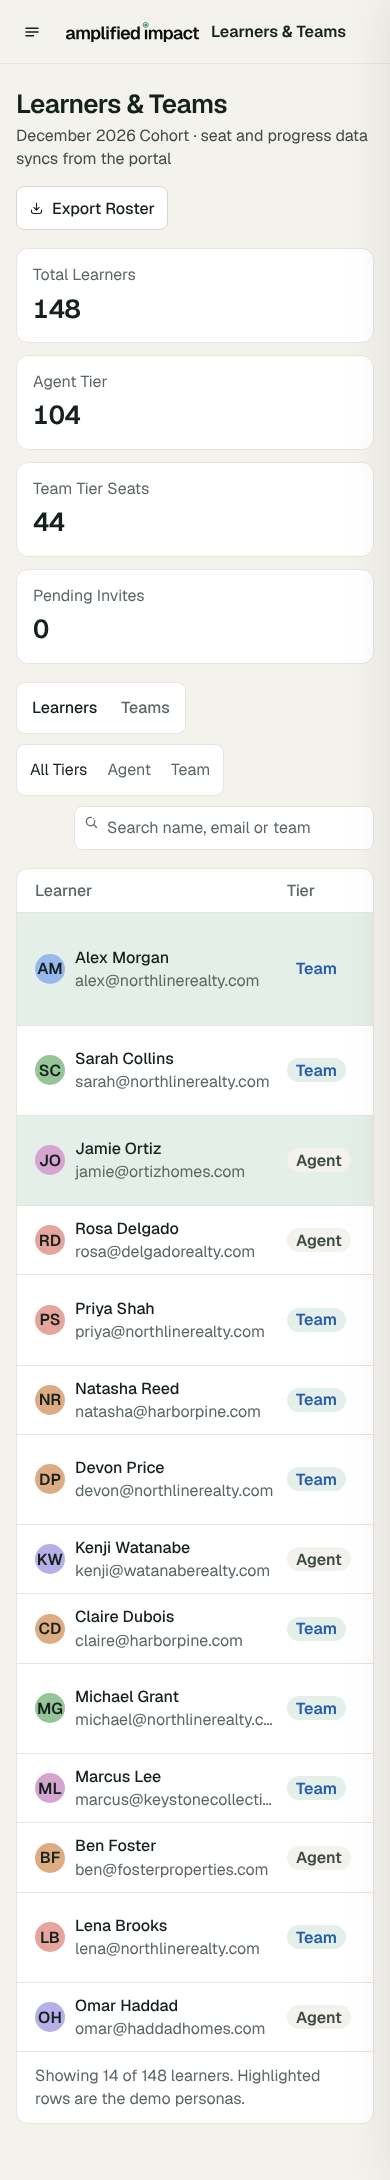 amplified impact Learners & Teams
Learners & Teams
December 2026 Cohort · seat and progress data
syncs from the portal
Export Roster
Total Learners
148
Agent Tier
104
Team Tier Seats
44
Pending Invites
0
Learners Teams
All Tiers Agent Team
Search name, email or team
Learner Tier
AM Alex Morgan Team
alex@northlinerealty.com
SC Sarah Collins Team
sarah@northlinerealty.com
JO Jamie Ortiz Agent
jamie@ortizhomes.com
RD Rosa Delgado Agent
rosa@delgadorealty.com
PS Priya Shah Team
priya@northlinerealty.com
NR Natasha Reed Team
natasha@harborpine.com
DP Devon Price Team
devon@northlinerealty.com
KW Kenji Watanabe Agent
kenji@watanaberealty.com
CD Claire Dubois Team
claire@harborpine.com
MG Michael Grant Team
michael@northlinerealty.c...
ML Marcus Lee Team
marcus@keystonecollecti...
BF Ben Foster Agent
ben@fosterproperties.com
LB Lena Brooks Team
lena@northlinerealty.com
OH Omar Haddad Agent
omar@haddadhomes.com
Showing 14 of 148 learners. Highlighted
rows are the demo personas.